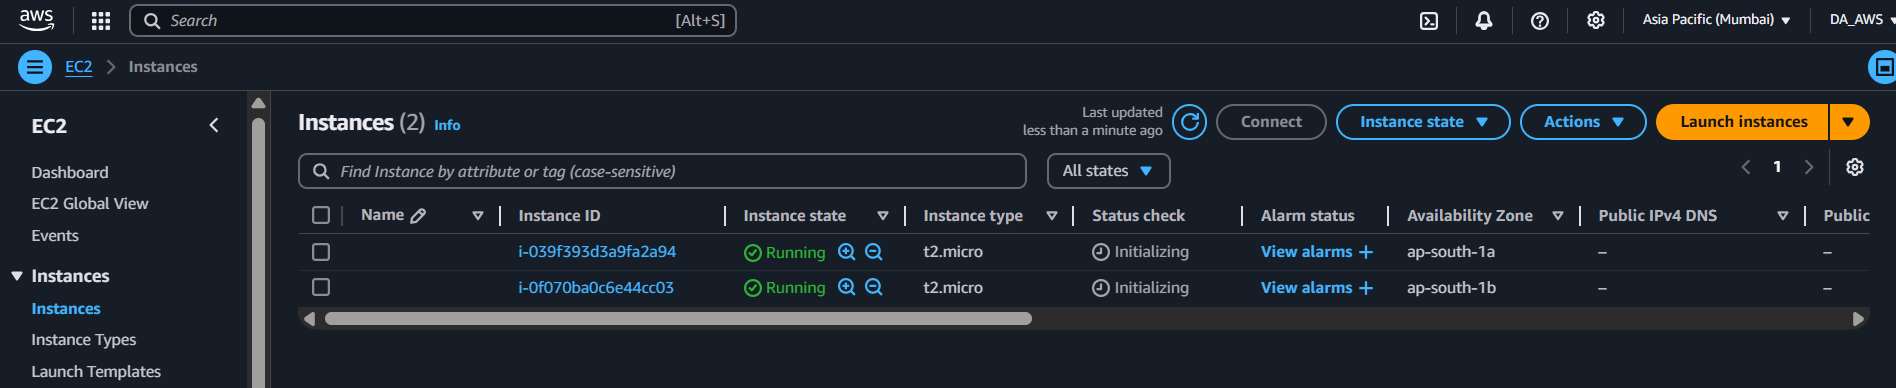 aws Search [Alt+S] Asia Pacific (Mumbai) DA_AWS
EC2 Instances
EC2
Dashboard
EC2 Global View
Events
Instances
Instances
Instance Types
Launch Templates
Instances (2) Info
Last updated
less than a minute ago
Connect Instance state Actions Launch instances
Find Instance by attribute or tag (case-sensitive) All states 1
Name Instance ID Instance state Instance type Status check Alarm status Availability Zone Public IPv4 DNS Public
i-039f393d3a9fa2a94 Running t2.micro Initializing View alarms + ap-south-1a – –
i-0f070ba0c6e44cc03 Running t2.micro Initializing View alarms + ap-south-1b – –